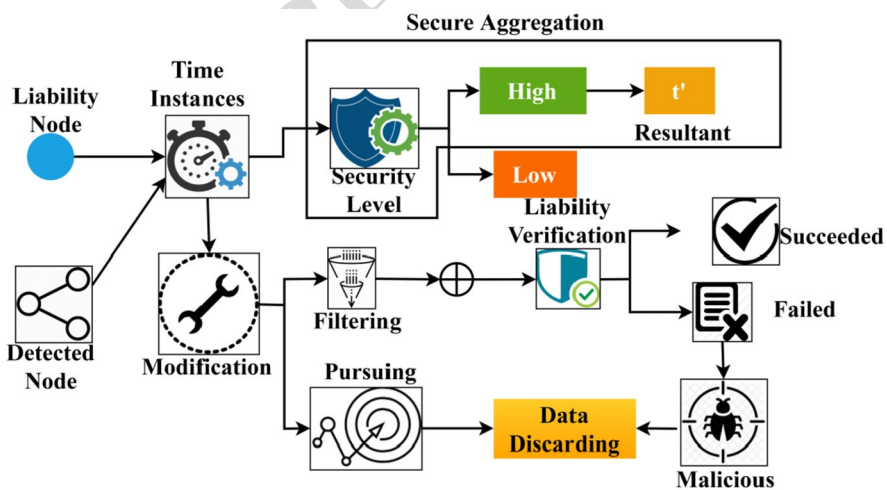 Secure Aggregation
Liability
Node
Time
Instances
High
t'
Resultant
Security
Level
Low
Liability
Verification
Succeeded
Detected
Node
Modification
Filtering
Failed
Pursuing
Data
Discarding
Malicious